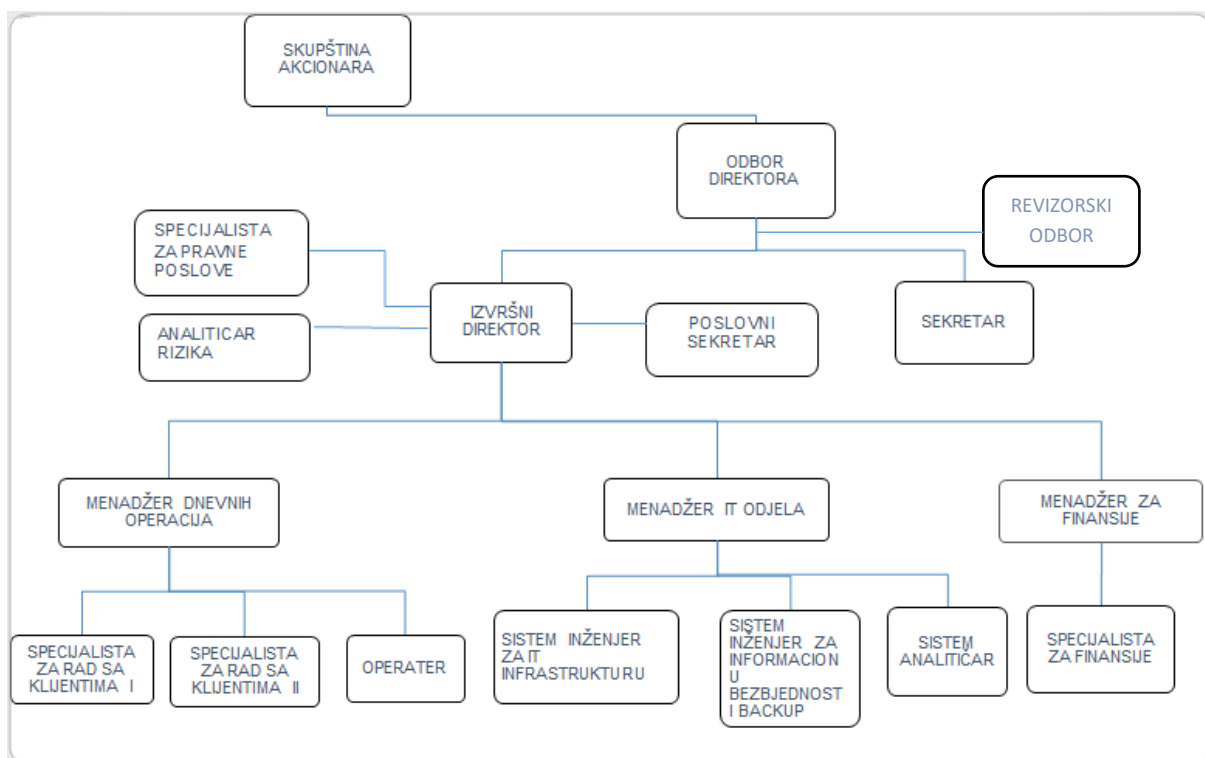 SKUPŠTINA
AKCIONARA
ODBOR
DIREKTORA
REVIZORSKI
ODBOR
SPECIJALISTA
ZA PRAVNE
POSLOVE
IZVRŠNI
DIREKTOR
POSLOVNI
SEKRETAR
SEKRETAR
ANALITICAR
RIZIKA
MENADŽER DNEVNIH
OPERACIJA
MENADŽER IT ODJELA
MENADŽER ZA
FINANSIJE
SPECIJALISTA
ZA RAD SA
KLIJENTIMA I
SPECIJALISTA
ZA RAD SA
KLIJENTIMA II
OPERATER
SISTEM INŽENJER
ZA IT
INFRASTRUKTURU
SISTEM
INŽENJER ZA
INFORMACION
U
BEZBJEDNOST
I BACKUP
SISTEM
ANALITIČAR
SPECIJALISTA
ZA FINANSIJE